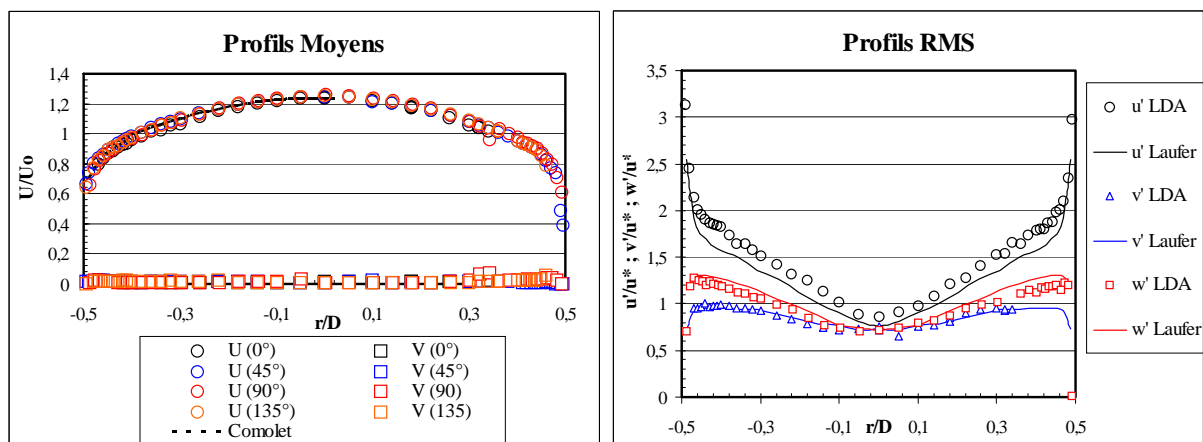 Profils Moyens
1,4
1,2
1
0,8
0,6
0,4
0,2
0
U/Uo
-0,5
-0,3
-0,1
0,1
0,3
0,5
r/D
U (0°)
V (0°)
U (45°)
V (45°)
U (90°)
V (90)
U (135°)
V (135)
Comolet
Profils RMS
3,5
3
2,5
2
1,5
1
0,5
0
u'/u* ; v'/u* ; w'/u*
-0,5
-0,3
-0,1
0,1
0,3
0,5
r/D
u' LDA
u' Laufer
v' LDA
v' Laufer
w' LDA
w' Laufer